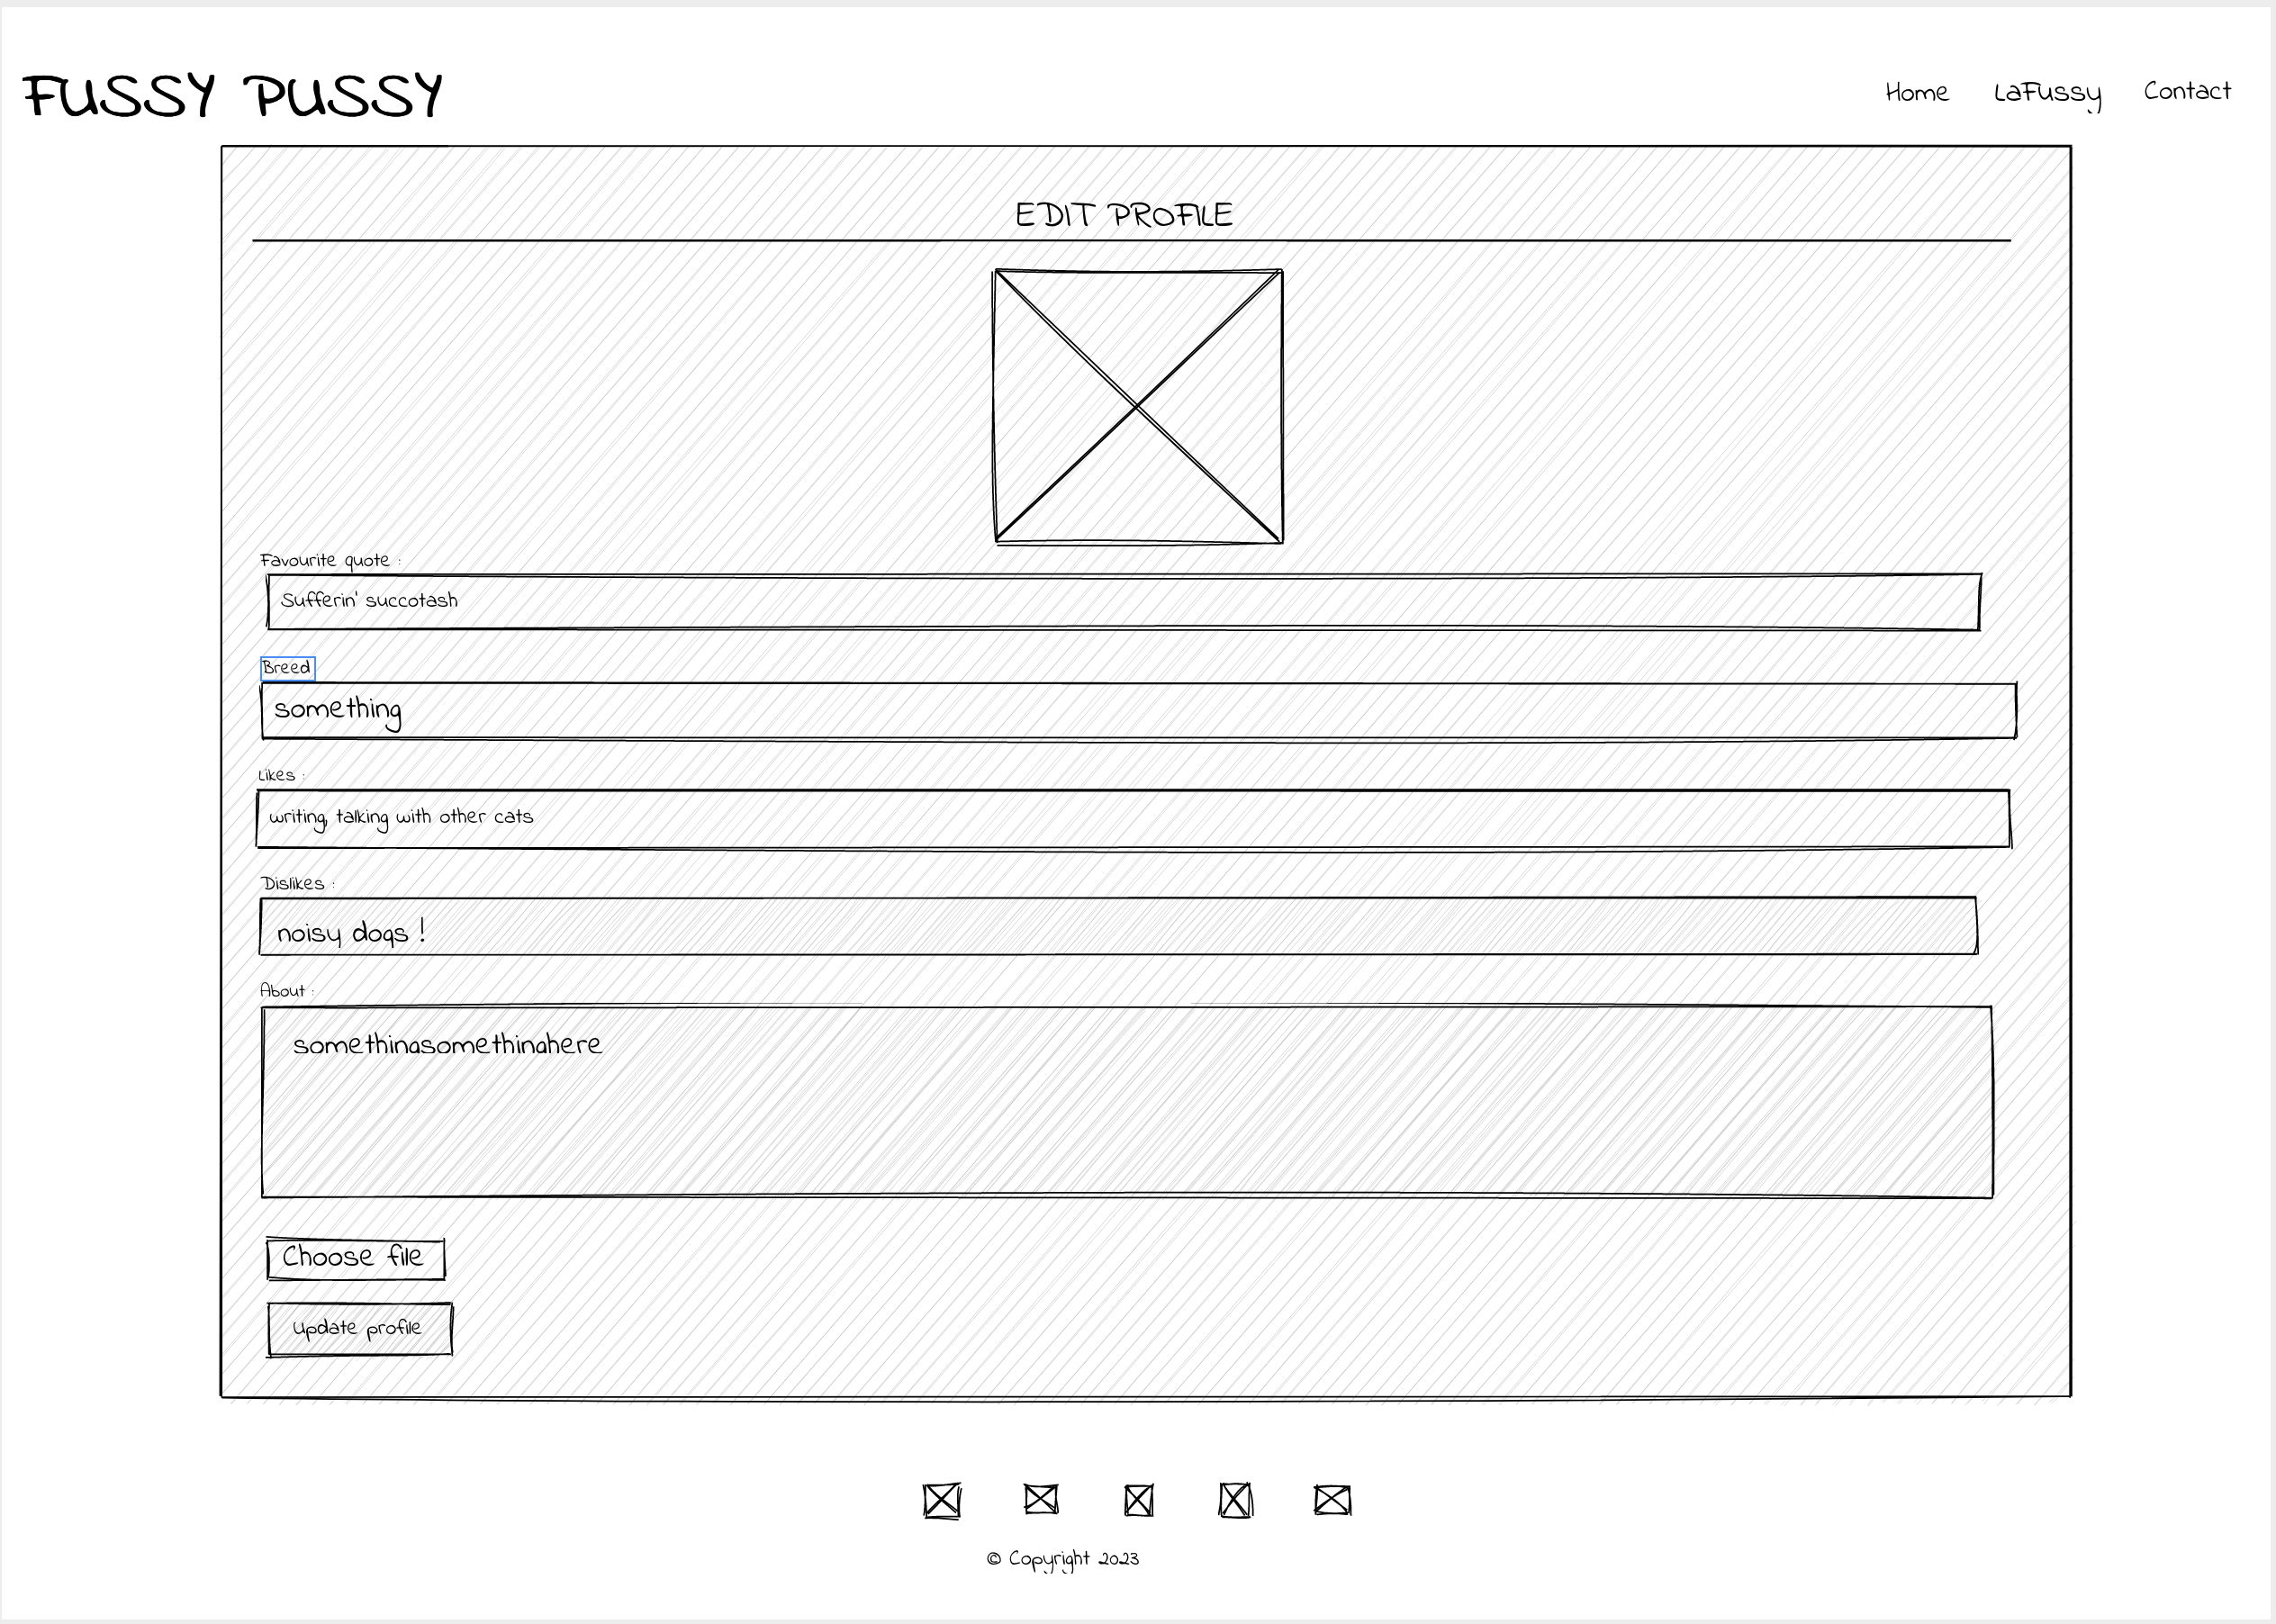 FUSSY PUSSY
Home LaFussy Contact
EDIT PROFILE
Favourite quote :
Sufferin' succotash
Breed
something
Likes :
writing, talking with other cats
Dislikes :
noisy dogs !
About :
somethingsomethinghere
Choose file
Update profile
© Copyright 2023